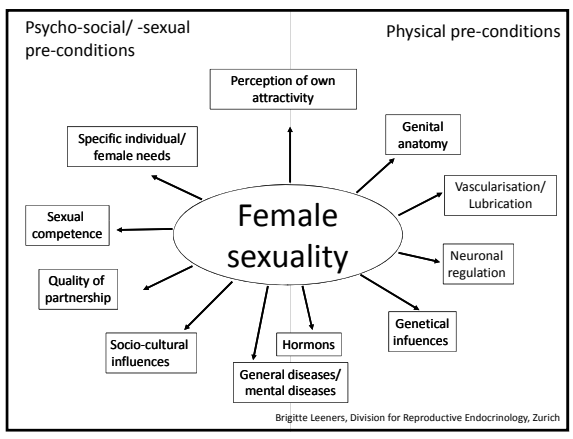 Psycho-social/ -sexual
pre-conditions
Physical pre-conditions
Perception of own
attractivity
Genital
anatomy
Specific individual/
female needs
Vascularisation/
Lubrication
Sexual
competence
Female
sexuality
Neuronal
regulation
Quality of
partnership
Genetical
infuences
Socio-cultural
influences
Hormons
General diseases/
mental diseases
Brigitte Leeners, Division for Reproductive Endocrinology, Zurich